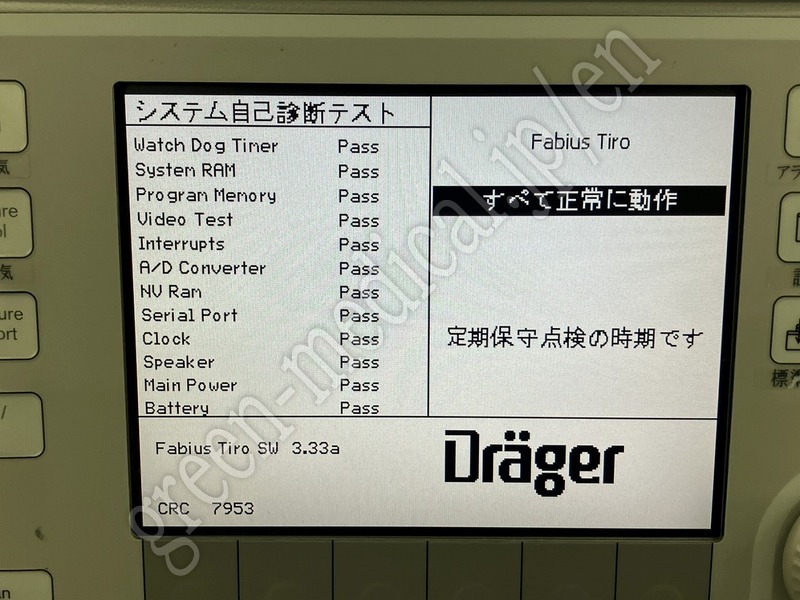 システム自己診断テスト
Watch Dog Timer Pass
System RAM Pass
Program Memory Pass
Video Test Pass
Interrupts Pass
A/D Converter Pass
NV Ram Pass
Serial Port Pass
Clock Pass
Speaker Pass
Main Power Pass
Battery Pass
Fabius Tiro
すべて正常に動作
定期保守点検の時期です
Fabius Tiro SW 3.33a
CRC 7953
Dräger
green-medical.jp/en